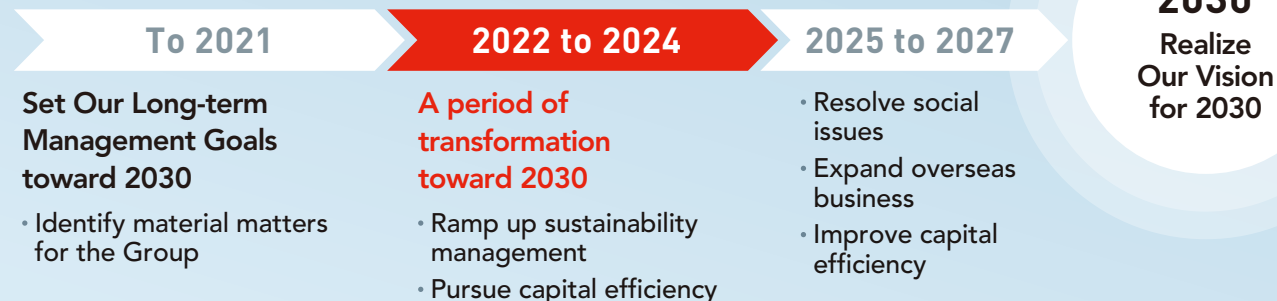 To 2021
Set Our Long-term
Management Goals
toward 2030
· Identify material matters
for the Group
2022 to 2024
A period of
transformation
toward 2030
· Ramp up sustainability
management
· Pursue capital efficiency
2025 to 2027
· Resolve social
issues
· Expand overseas
business
· Improve capital
efficiency
2030
Realize
Our Vision
for 2030